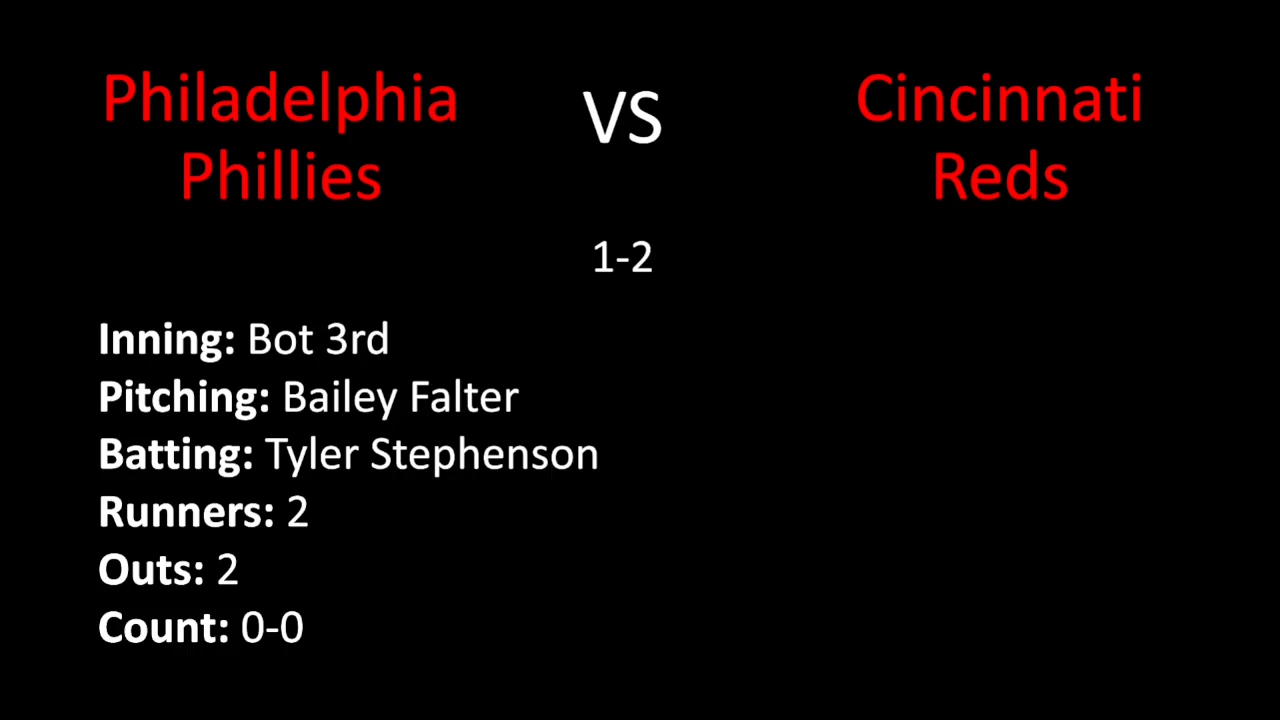 Philadelphia
Phillies
VS
Cincinnati
Reds
1-2
Inning: Bot 3rd
Pitching: Bailey Falter
Batting: Tyler Stephenson
Runners: 2
Outs: 2
Count: 0-0